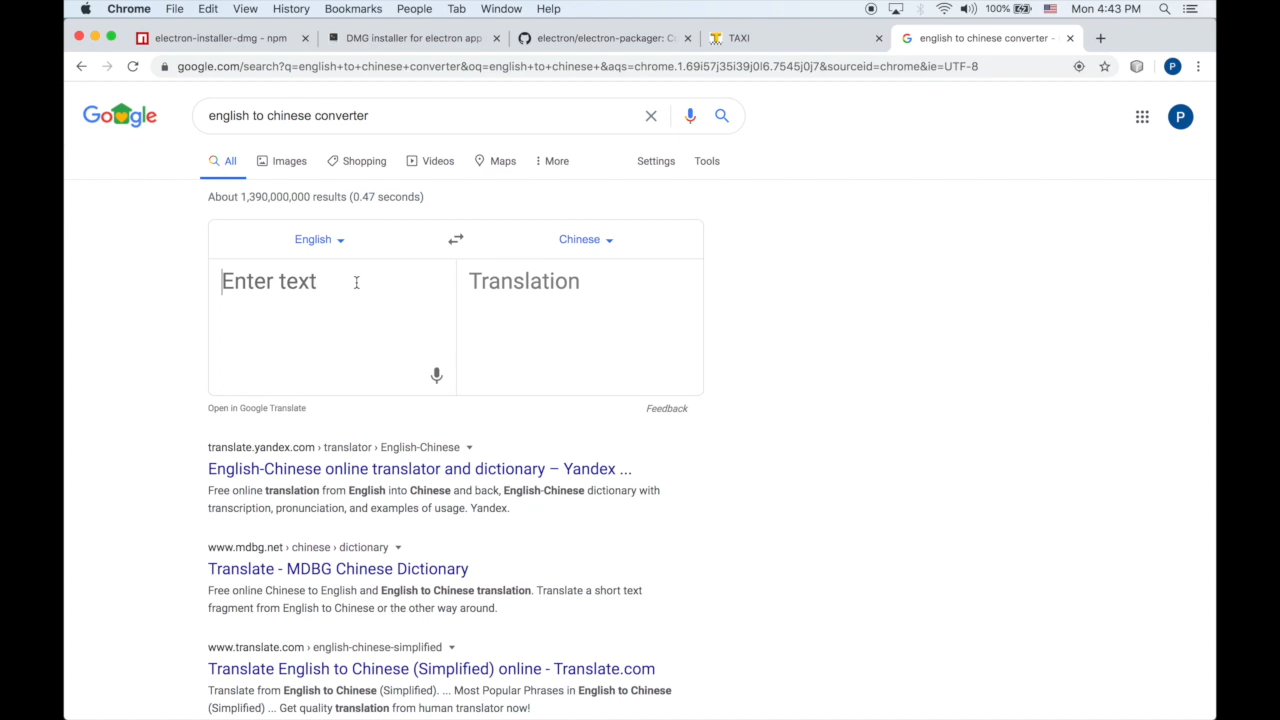 Chrome File Edit View History Bookmarks People Tab Window Help 100% Mon 4:43 PM
electron-installer-dmg - npm DMG installer for electron app electron/electron-packager: Cu TAXI english to chinese converter -
google.com/search?q=english+to+chinese+converter&oq=english+to+chinese+&aqs=chrome.1.69i57j35i39j0l6.7545j0j7&sourceid=chrome&ie=UTF-8 P
Google english to chinese converter P
All Images Shopping Videos Maps More Settings Tools
About 1,390,000,000 results (0.47 seconds)
English Chinese
Enter text Translation
Open in Google Translate Feedback
translate.yandex.com › translator › English-Chinese
English-Chinese online translator and dictionary – Yandex ...
Free online translation from English into Chinese and back, English-Chinese dictionary with
transcription, pronunciation, and examples of usage. Yandex.
www.mdbg.net › chinese › dictionary
Translate - MDBG Chinese Dictionary
Free online Chinese to English and English to Chinese translation. Translate a short text
fragment from English to Chinese or the other way around.
www.translate.com › english-chinese-simplified
Translate English to Chinese (Simplified) online - Translate.com
Translate from English to Chinese (Simplified). ... Most Popular Phrases in English to Chinese
(Simplified) ... Get quality translation from human translator now!